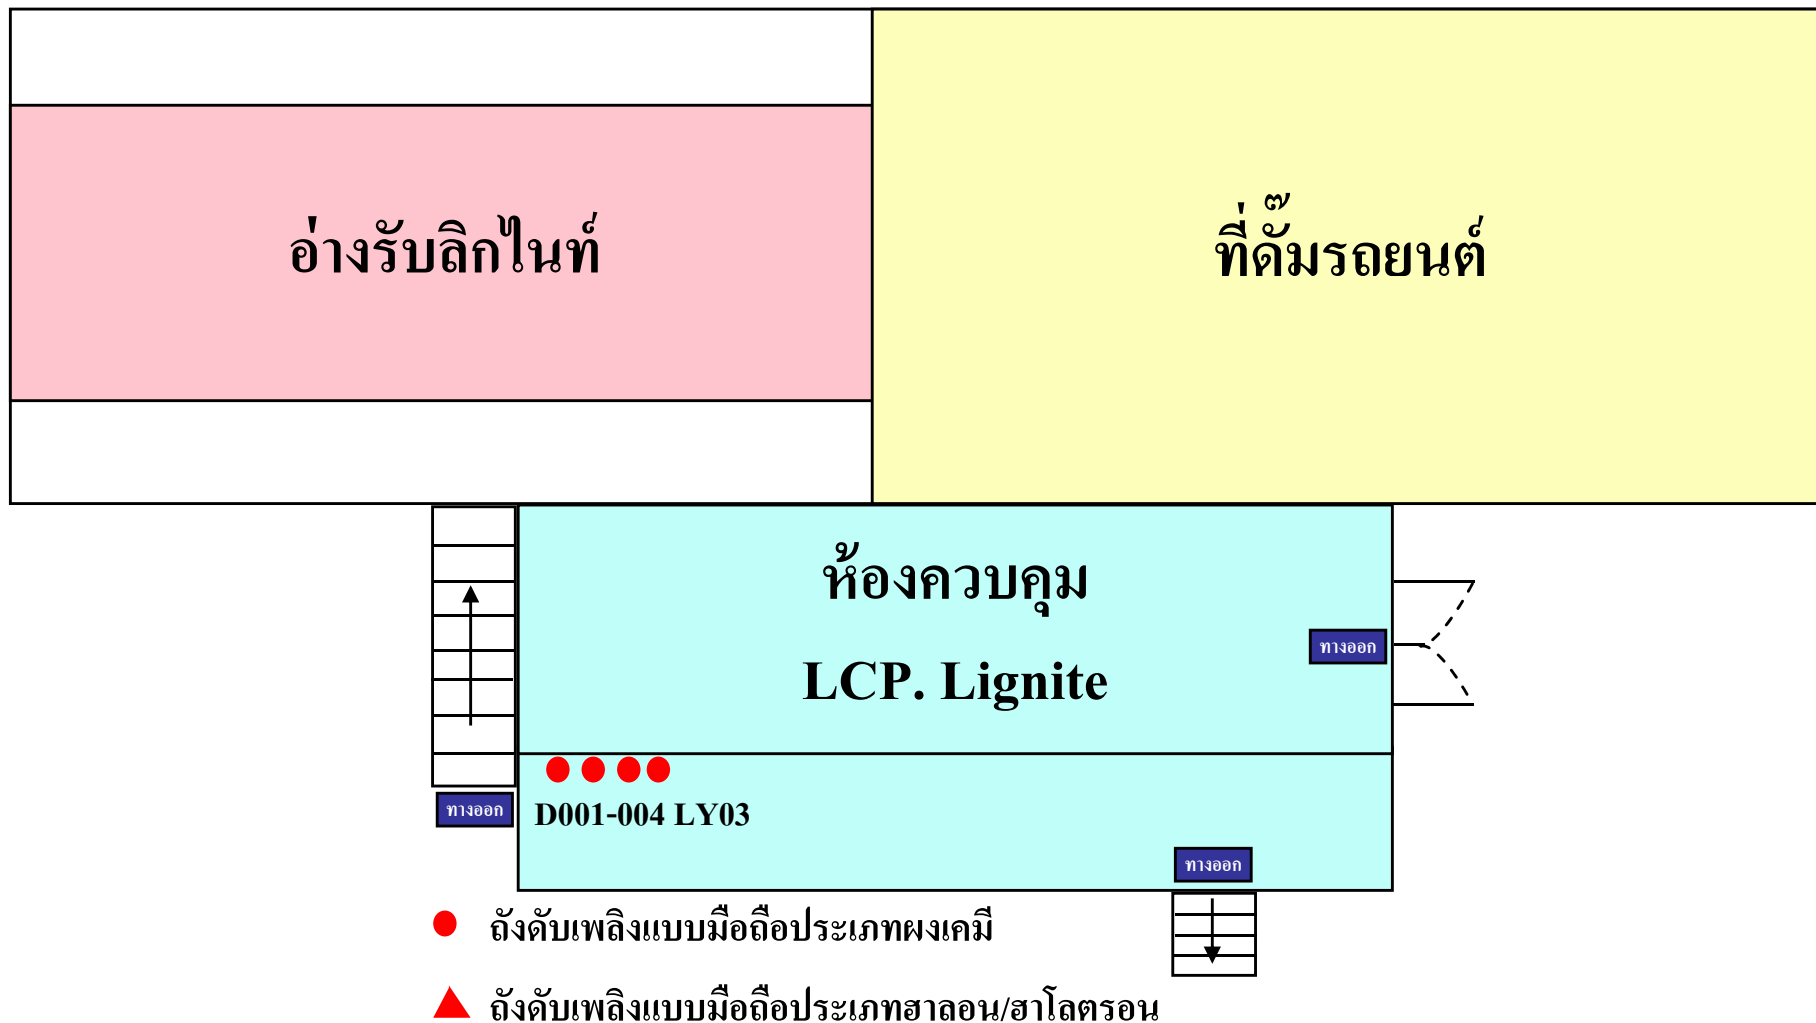 อ่างรับลิกไนท์
ที่ดั๊มรถยนต์
ห้องควบคุม
LCP. Lignite
ทางออก
ทางออก
D001-004 LY03
ทางออก
ถังดับเพลิงแบบมือถือประเภทผงเคมี
ถังดับเพลิงแบบมือถือประเภทฮาลอน/ฮาโลตรอน